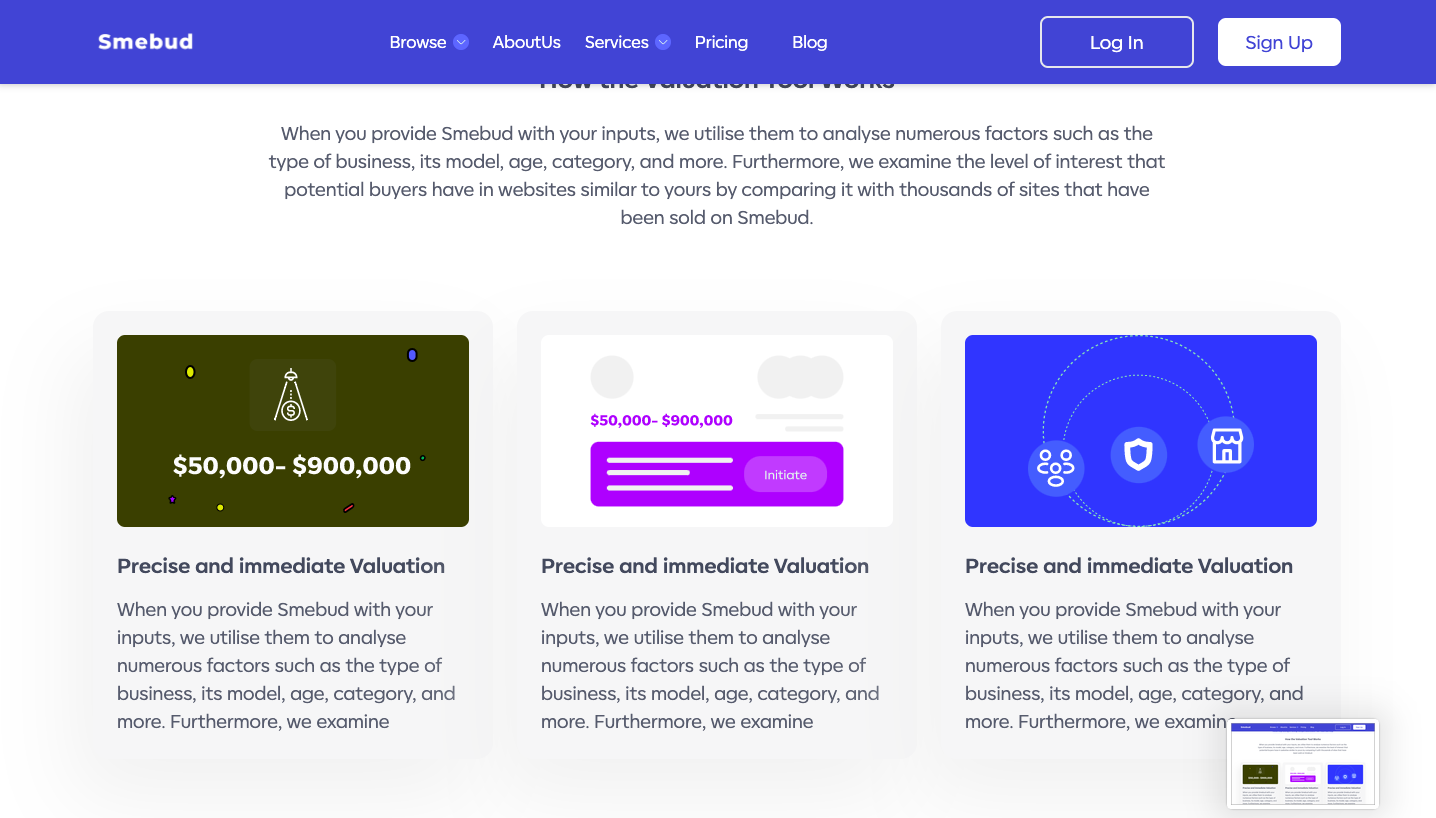 Smebud
Browse
AboutUs
Services
Pricing
Blog
Log In
Sign Up
How the Valuation Tool Works
When you provide Smebud with your inputs, we utilise them to analyse numerous factors such as the
type of business, its model, age, category, and more. Furthermore, we examine the level of interest that
potential buyers have in websites similar to yours by comparing it with thousands of sites that have
been sold on Smebud.
$50,000- $900,000
Precise and immediate Valuation
When you provide Smebud with your
inputs, we utilise them to analyse
numerous factors such as the type of
business, its model, age, category, and
more. Furthermore, we examine
$50,000- $900,000
Initiate
Precise and immediate Valuation
When you provide Smebud with your
inputs, we utilise them to analyse
numerous factors such as the type of
business, its model, age, category, and
more. Furthermore, we examine
Precise and immediate Valuation
When you provide Smebud with your
inputs, we utilise them to analyse
numerous factors such as the type of
business, its model, age, category, and
more. Furthermore, we examin